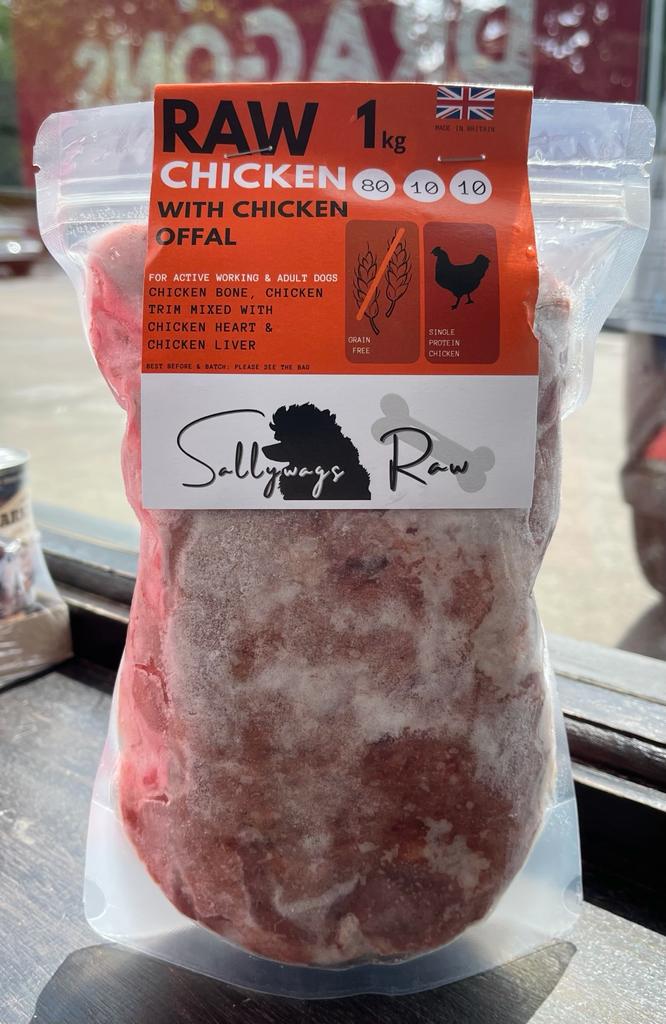 DRAGONS
RAW 1kg
MADE IN BRITAIN
CHICKEN 80 10 10
WITH CHICKEN
OFFAL
FOR ACTIVE WORKING & ADULT DOGS
CHICKEN BONE, CHICKEN
TRIM MIXED WITH
CHICKEN HEART &
CHICKEN LIVER
GRAIN
FREE
SINGLE
PROTEIN
CHICKEN
BEST BEFORE & BATCH: PLEASE SEE THE BAG
Sallywags Raw